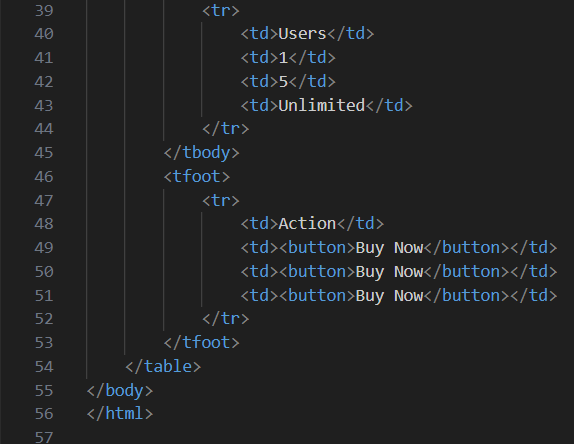 39 <tr>
40 <td>Users</td>
41 <td>1</td>
42 <td>5</td>
43 <td>Unlimited</td>
44 </tr>
45 </tbody>
46 <tfoot>
47 <tr>
48 <td>Action</td>
49 <td><button>Buy Now</button></td>
50 <td><button>Buy Now</button></td>
51 <td><button>Buy Now</button></td>
52 </tr>
53 </tfoot>
54 </table>
55 </body>
56 </html>
57